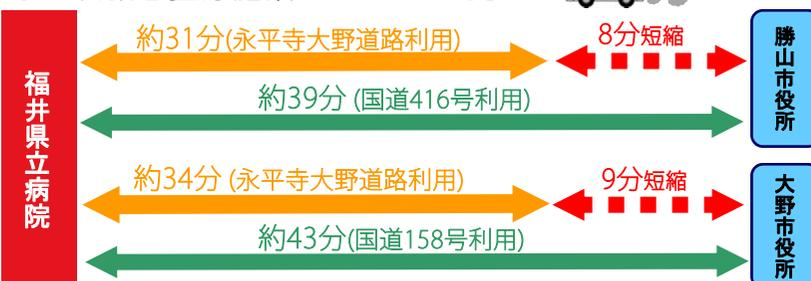 福井県立病院
約31分(永平寺大野道路利用)
8分短縮
勝山市役所
約39分 (国道416号利用)
約34分 (永平寺大野道路利用)
9分短縮
大野市役所
約43分(国道158号利用)